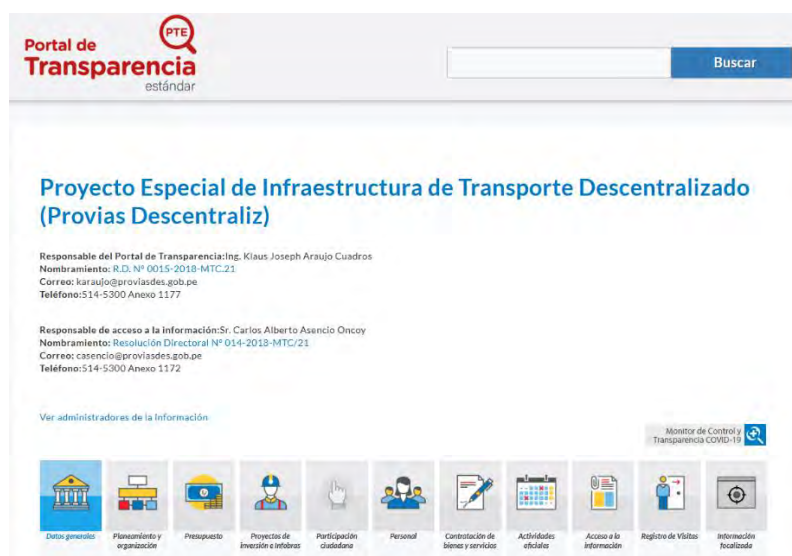 PTE
Portal de
Transparencia
estándar
Buscar
Proyecto Especial de Infraestructura de Transporte Descentralizado
(Provias Descentraliz)
Responsable del Portal de Transparencia:Ing. Klaus Joseph Araujo Cuadros
Nombramiento: R.D. Nº 0015-2018-MTC.21
Correo: karaujo@proviasdes.gob.pe
Teléfono:514-5300 Anexo 1177
Responsable de acceso a la información:Sr. Carlos Alberto Asencio Oncoy
Nombramiento: Resolución Directoral Nº 014-2018-MTC/21
Correo: casencio@proviasdes.gob.pe
Teléfono:514-5300 Anexo 1172
Ver administradores de la Información
Monitor de Control y
Transparencia COVID-19
Datos generales
Planeamiento y
organización
Presupuesto
Proyectos de
inversión e Infobras
Participación
ciudadana
Personal
Contratación de
bienes y servicios
Actividades
oficiales
Acceso a la
información
Registro de Visitas
Información
focalizada